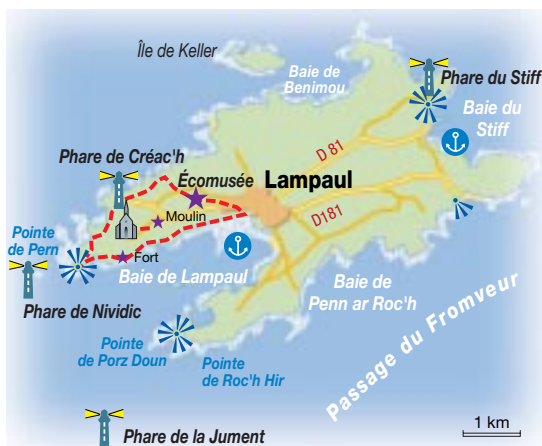 Île de Keller
Baie de
Benimou
Phare du Stiff
Baie du
Stiff
D 81
Phare de Créac'h
Écomusée
Lampaul
Moulin
D181
Pointe
de Pern
Fort
Baie de Lampaul
Baie de
Penn ar Roc'h
Phare de Nividic
Passage du Fromveur
Pointe
de Porz Doun
Pointe
de Roc'h Hir
1 km
Phare de la Jument